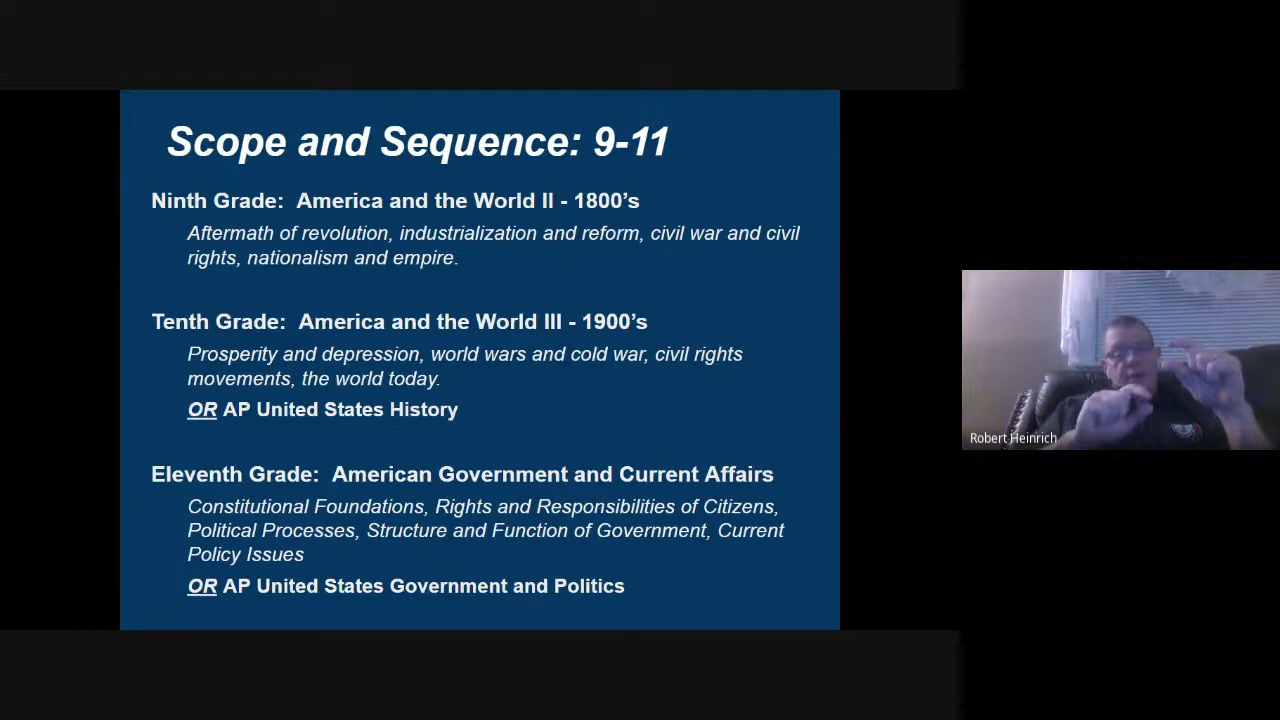 Scope and Sequence: 9-11
Ninth Grade:  America and the World II - 1800's
Aftermath of revolution, industrialization and reform, civil war and civil
rights, nationalism and empire.
Tenth Grade:  America and the World III - 1900's
Prosperity and depression, world wars and cold war, civil rights
movements, the world today.
OR AP United States History
Eleventh Grade:  American Government and Current Affairs
Constitutional Foundations, Rights and Responsibilities of Citizens,
Political Processes, Structure and Function of Government, Current
Policy Issues
OR AP United States Government and Politics
Robert Heinrich